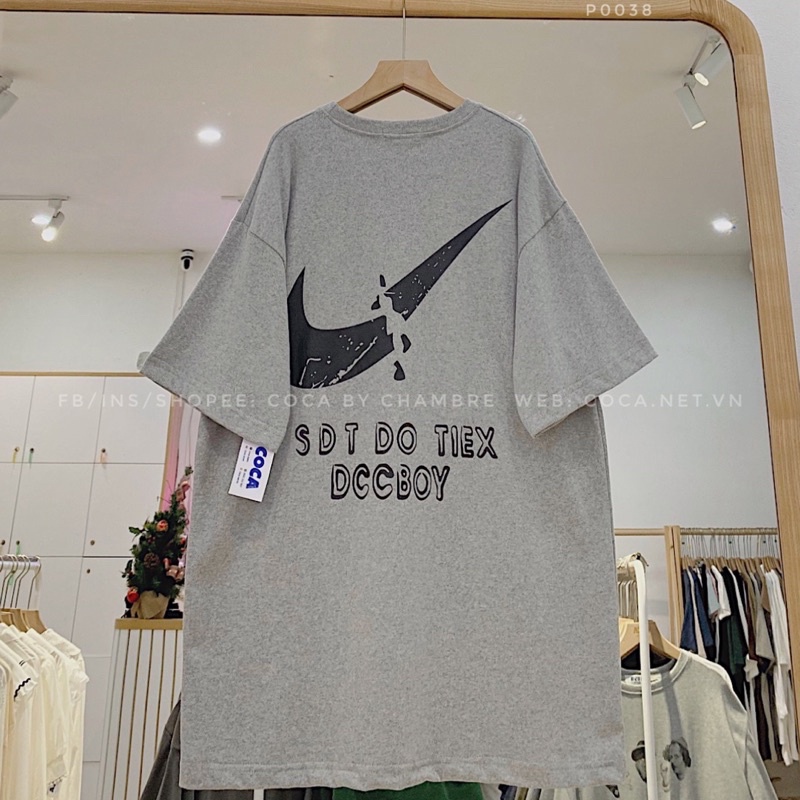 P0038
FB/INS/SHOPEE: COCA BY CHAMBRE WEB: COCA.NET.VN
SDT DO TIEX
DCCBOY
COCA